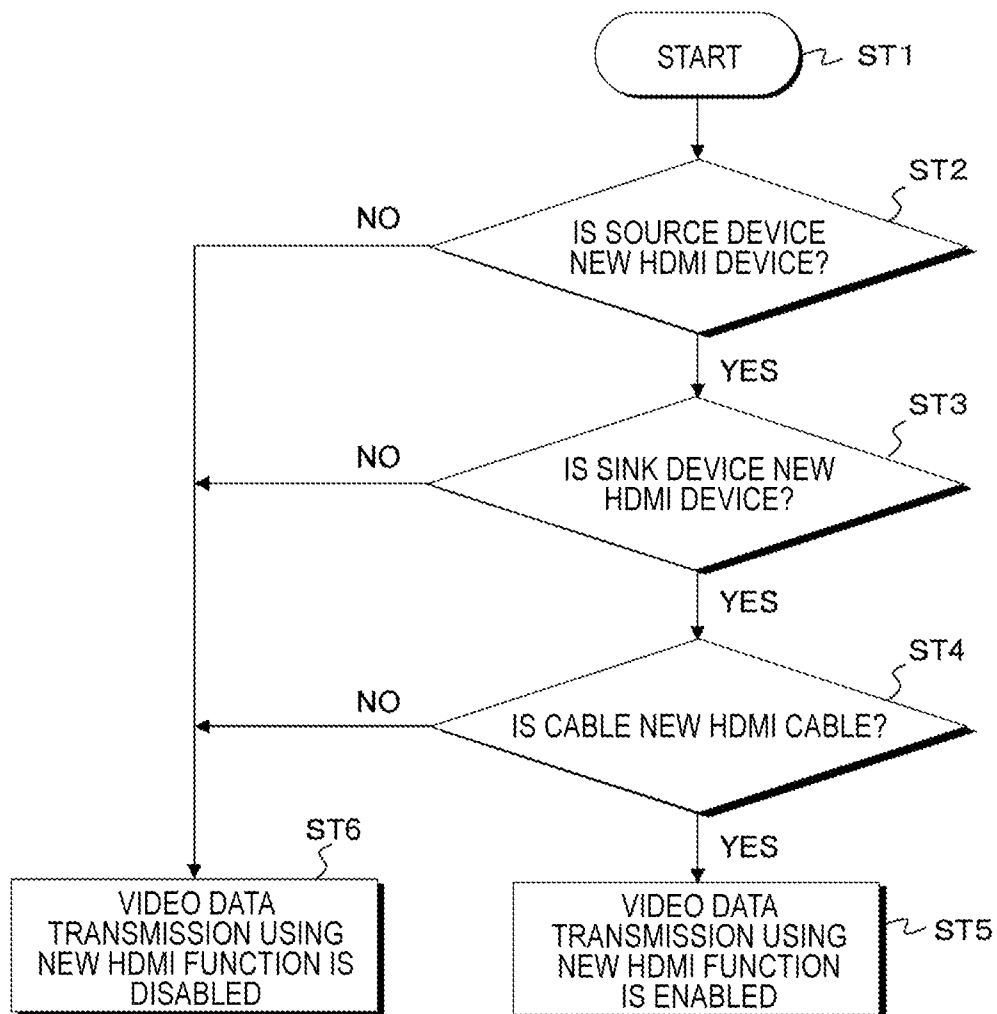 START
ST1
ST2
NO
IS SOURCE DEVICE
NEW HDMI DEVICE?
YES
ST3
NO
IS SINK DEVICE NEW
HDMI DEVICE?
YES
ST4
NO
IS CABLE NEW HDMI CABLE?
YES
ST6
VIDEO DATA
TRANSMISSION USING
NEW HDMI FUNCTION IS
DISABLED
VIDEO DATA
TRANSMISSION USING
NEW HDMI FUNCTION
IS ENABLED
ST5